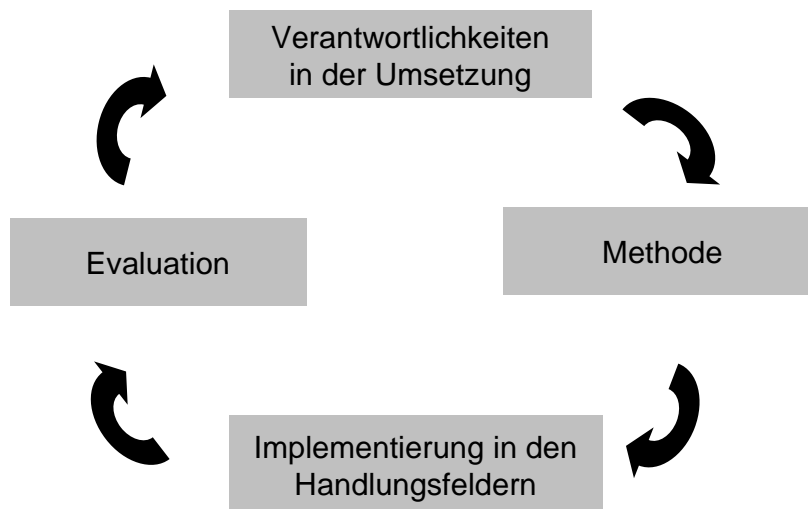 Verantwortlichkeiten
in der Umsetzung
Evaluation
Methode
Implementierung in den
Handlungsfeldern